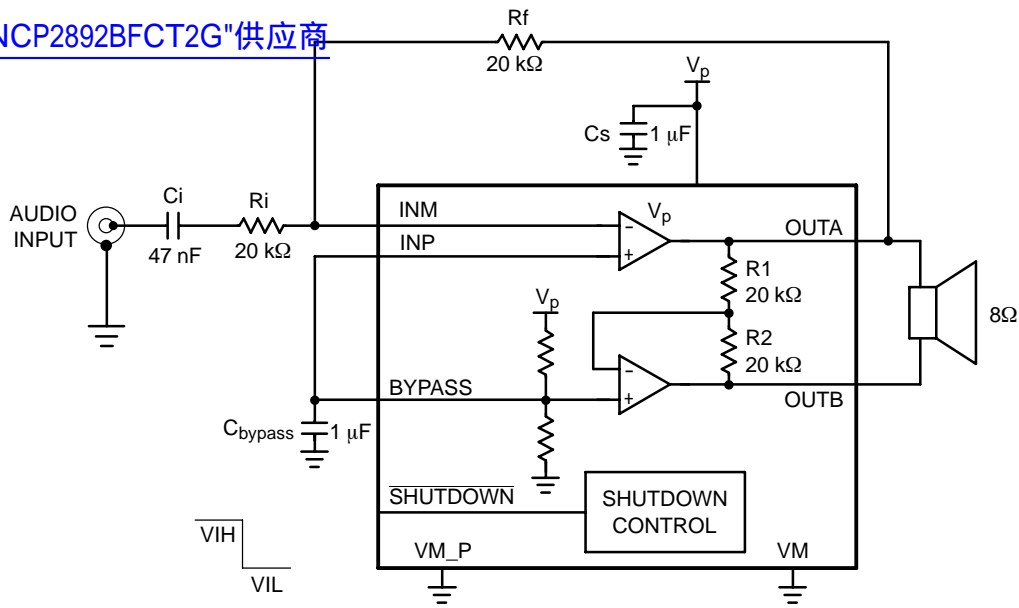 NCP2892BFCT2G"供应商
Rf
20 kΩ
Vp
Cs
1 μF
AUDIO
INPUT
Ci
47 nF
Ri
20 kΩ
INM
INP
Vp
-
+
OUTA
R1
20 kΩ
Vp
R2
20 kΩ
8Ω
BYPASS
-
+
OUTB
Cbypass
1 μF
SHUTDOWN
SHUTDOWN
CONTROL
VIH
VIL
VM_P
VM